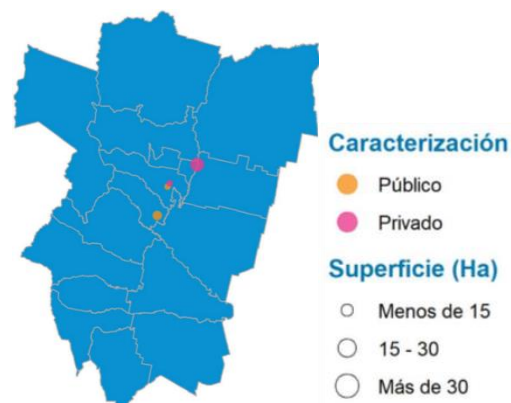 Caracterización
Público
Privado
Superficie (Ha)
Menos de 15
15 - 30
Más de 30